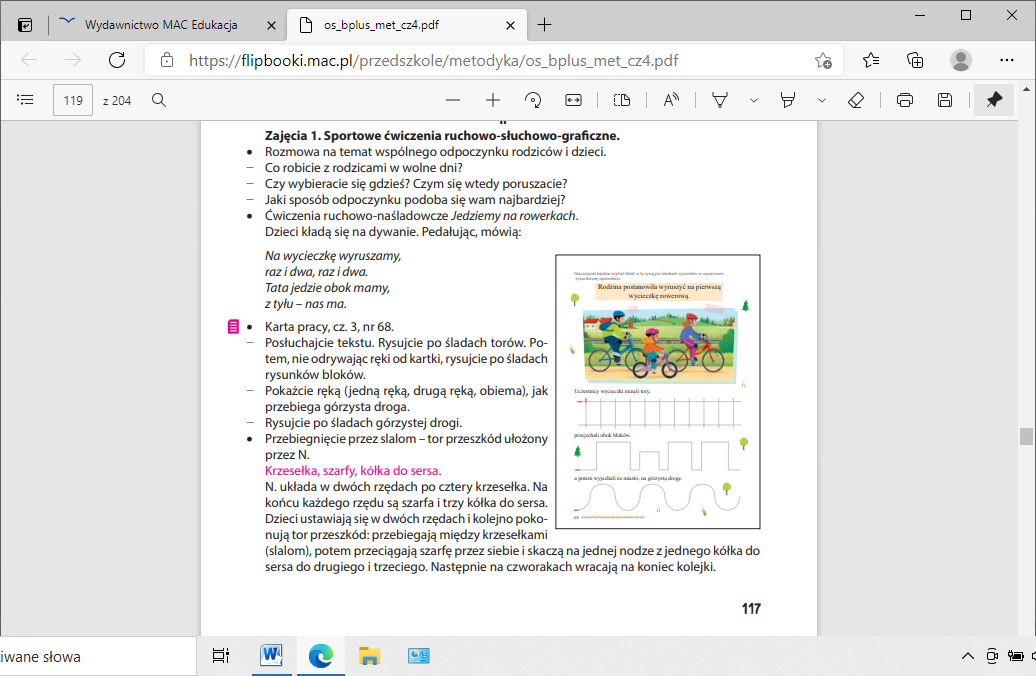 Wydawnictwo MAC Edukacja
os_bplus_met_cz4.pdf
https://flipbooki.mac.pl/przedszkole/metodyka/os_bplus_met_cz4.pdf
119 z 204
Zajęcia 1. Sportowe ćwiczenia ruchowo-słuchowo-graficzne.
• Rozmowa na temat wspólnego odpoczynku rodziców i dzieci.
– Co robicie z rodzicami w wolne dni?
– Czy wybieracie się gdzieś? Czym się wtedy poruszacie?
– Jaki sposób odpoczynku podoba się wam najbardziej?
• Ćwiczenia ruchowo-naśladowcze Jedziemy na rowerkach.
Dzieci kładą się na dywanie. Pedałując, mówią:
Na wycieczkę wyruszamy,
raz i dwa, raz i dwa.
Tata jedzie obok mamy,
z tyłu – nas ma.
• Karta pracy, cz. 3, nr 68.
– Posłuchajcie tekstu. Rysujcie po śladach torów. Po-
tem, nie odrywając ręki od kartki, rysujcie po śladach
rysunków bloków.
– Pokażcie ręką (jedną ręką, drugą ręką, obiema), jak
przebiega górzysta droga.
– Rysujcie po śladach górzystej drogi.
• Przebiegnięcie przez slalom – tor przeszkód ułożony
przez N.
Krzesełka, szarfy, kółka do sersa.
N. układa w dwóch rzędach po cztery krzesełka. Na
końcu każdego rzędu są szarfa i trzy kółka do sersa.
Dzieci ustawiają się w dwóch rzędach i kolejno poko-
nują tor przeszkód: przebiegają między krzesełkami
(slalom), potem przeciągają szarfę przez siebie i skaczą na jednej nodze z jednego kółka do
sersa do drugiego i trzeciego. Następnie na czworakach wracają na koniec kolejki.
Rodzina postanowiła wyruszyć na pierwszą
wycieczkę rowerową.
Uczestnicy wycieczki minęli tory,
przejechali obok bloków,
a potem wyjechali za miasto, na górzystą drogę.
117
iwane słowa